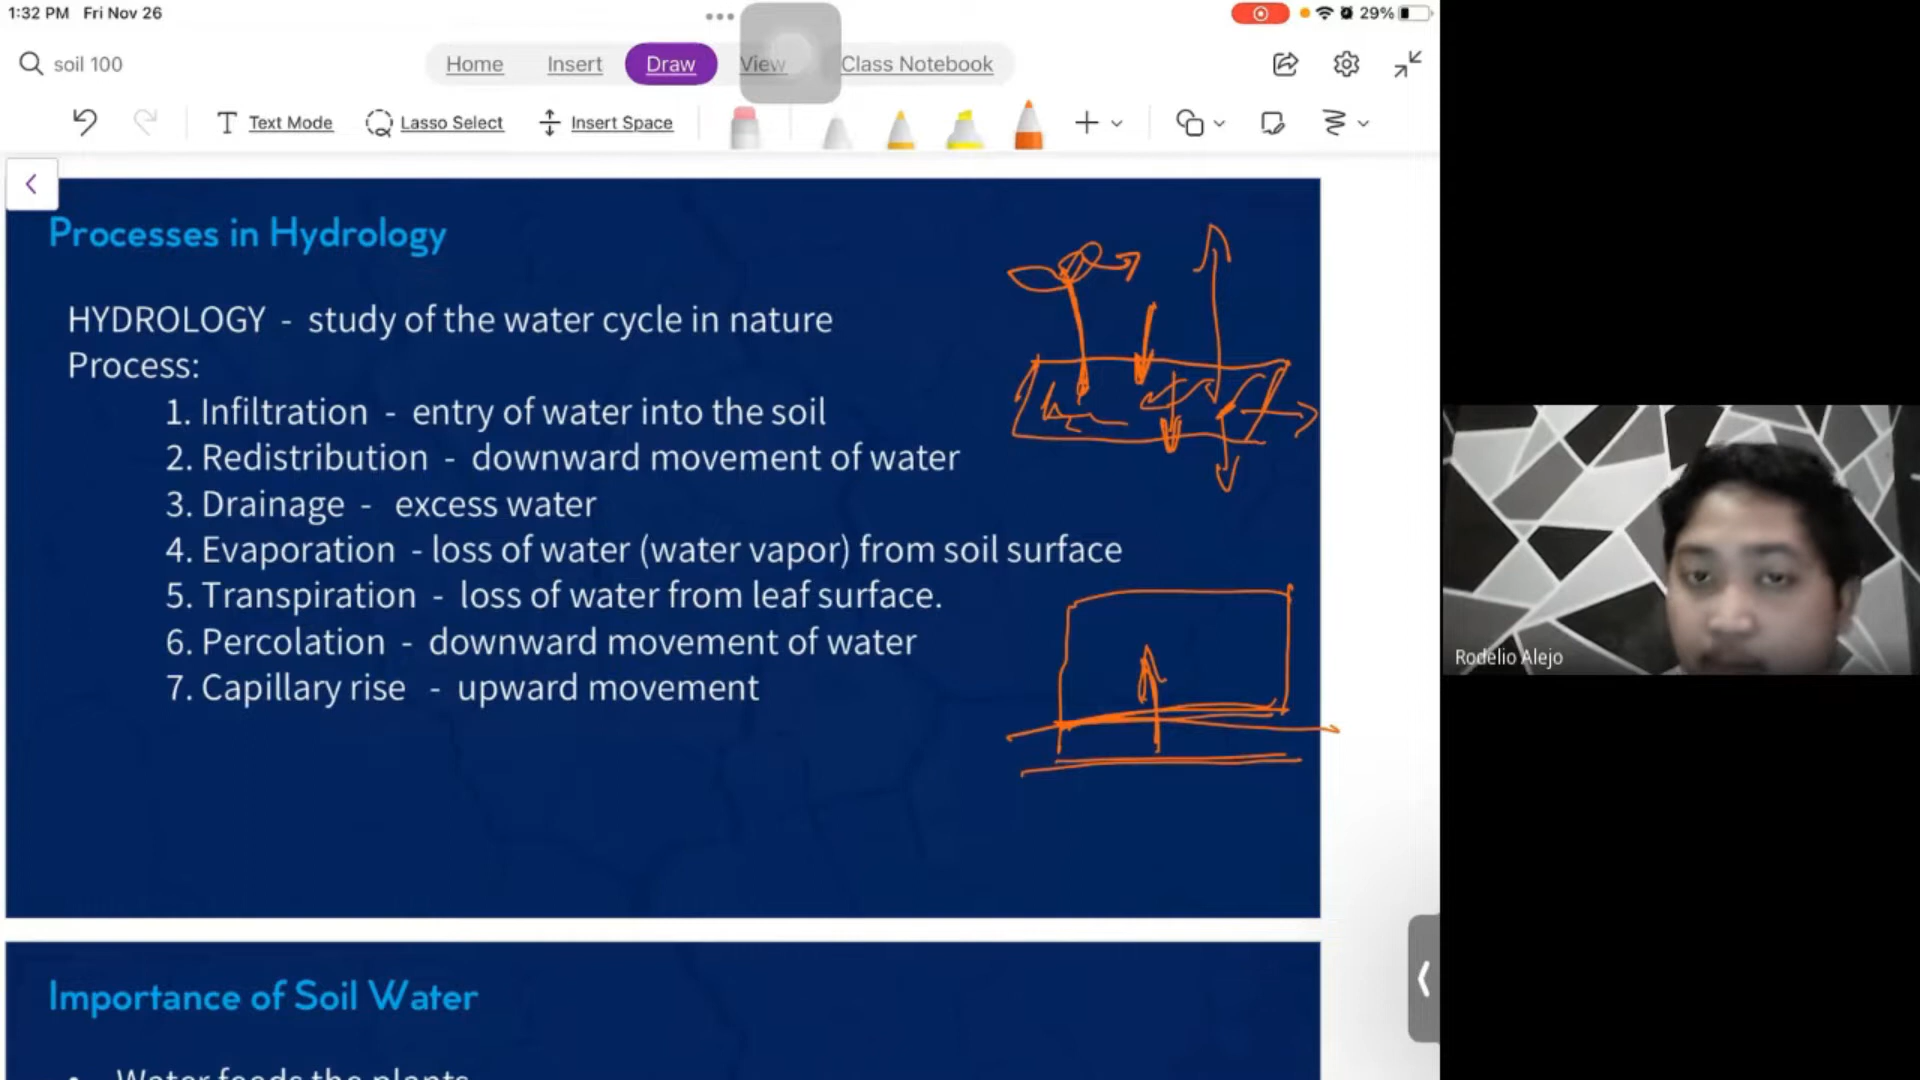 1:32 PM Fri Nov 26
29%
soil 100
Home Insert Draw View Class Notebook
Text Mode Lasso Select Insert Space
Processes in Hydrology
HYDROLOGY - study of the water cycle in nature
Process:
1. Infiltration - entry of water into the soil
2. Redistribution - downward movement of water
3. Drainage - excess water
4. Evaporation - loss of water (water vapor) from soil surface
5. Transpiration - loss of water from leaf surface.
6. Percolation - downward movement of water
7. Capillary rise - upward movement
Rodelio Alejo
Importance of Soil Water
• Water feeds the plants